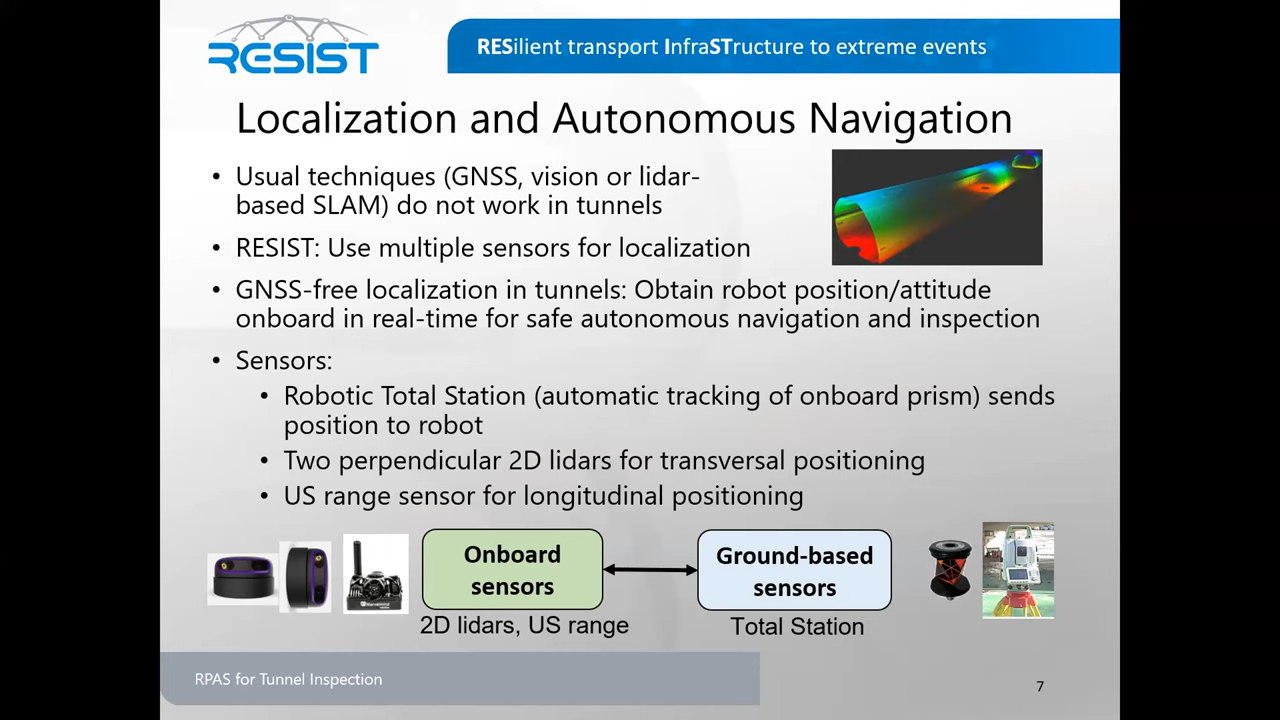 RESIST
RESilient transport InfraSTructure to extreme events
Localization and Autonomous Navigation
• Usual techniques (GNSS, vision or lidar-
based SLAM) do not work in tunnels
• RESIST: Use multiple sensors for localization
• GNSS-free localization in tunnels: Obtain robot position/attitude
onboard in real-time for safe autonomous navigation and inspection
• Sensors:
• Robotic Total Station (automatic tracking of onboard prism) sends
position to robot
• Two perpendicular 2D lidars for transversal positioning
• US range sensor for longitudinal positioning
Onboard
sensors
Ground-based
sensors
2D lidars, US range
Total Station
RPAS for Tunnel Inspection
7